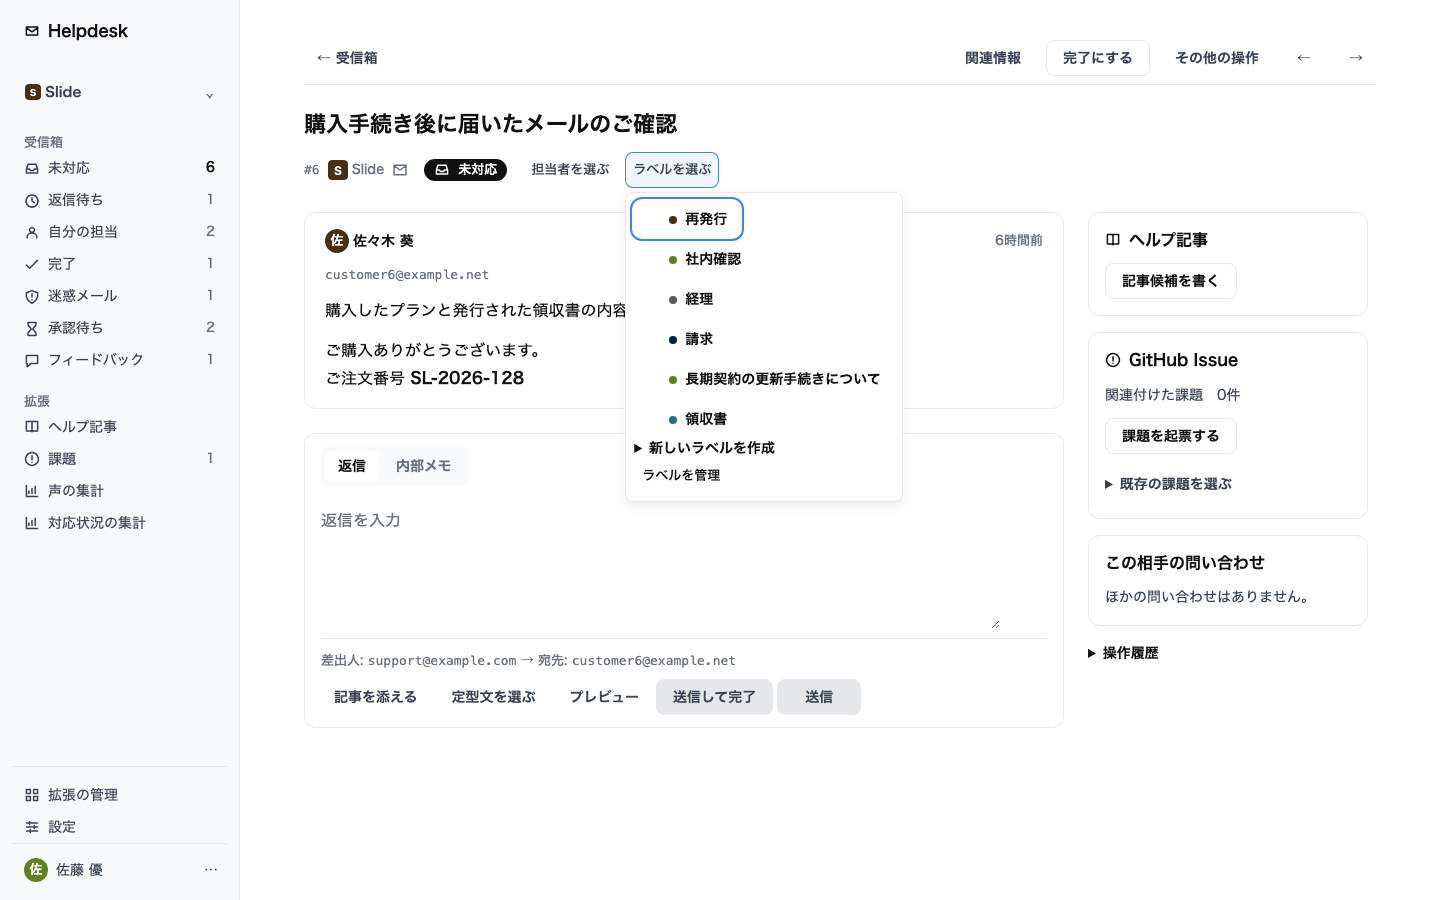 Helpdesk
S Slide
受信箱
未対応 6
返信待ち 1
自分の担当 2
完了 1
迷惑メール 1
承認待ち 2
フィードバック 1
拡張
ヘルプ記事
課題 1
声の集計
対応状況の集計
拡張の管理
設定
佐 佐藤 優 …
← 受信箱
関連情報
完了にする
その他の操作
← →
購入手続き後に届いたメールのご確認
#6 S Slide 未対応 担当者を選ぶ ラベルを選ぶ
再発行
社内確認
経理
請求
長期契約の更新手続きについて
領収書
▶ 新しいラベルを作成
ラベルを管理
佐 佐々木 葵 6時間前
customer6@example.net
購入したプランと発行された領収書の内容
ご購入ありがとうございます。
ご注文番号 SL-2026-128
返信 内部メモ
返信を入力
差出人: support@example.com → 宛先: customer6@example.net
記事を添える 定型文を選ぶ プレビュー 送信して完了 送信
ヘルプ記事
記事候補を書く
GitHub Issue
関連付けた課題 0件
課題を起票する
▶ 既存の課題を選ぶ
この相手の問い合わせ
ほかの問い合わせはありません。
▶ 操作履歴